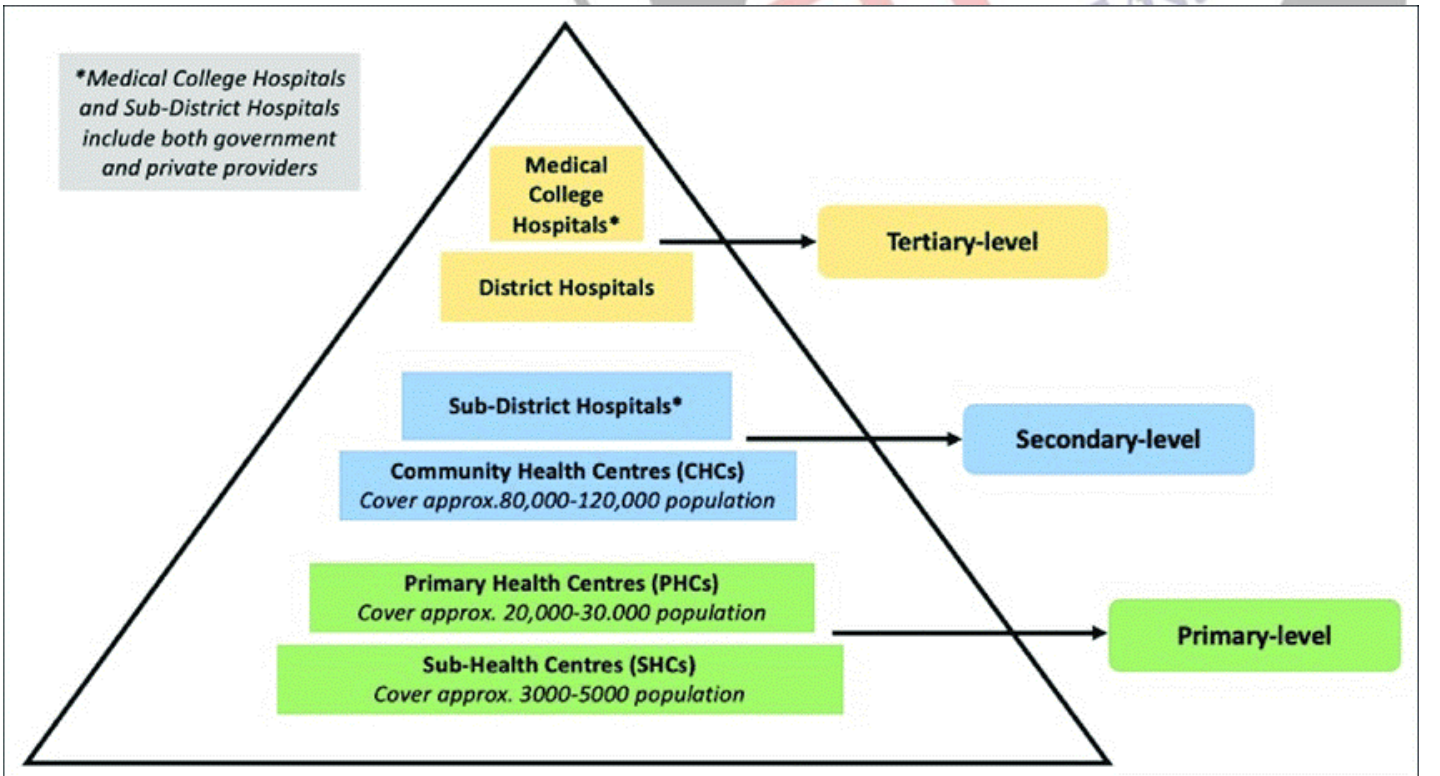 *Medical College Hospitals
and Sub-District Hospitals
include both government
and private providers
Medical
College
Hospitals*
Tertiary-level
District Hospitals
Sub-District Hospitals*
Secondary-level
Community Health Centres (CHCs)
Cover approx.80,000-120,000 population
Primary Health Centres (PHCs)
Cover approx. 20,000-30.000 population
Primary-level
Sub-Health Centres (SHCs)
Cover approx. 3000-5000 population